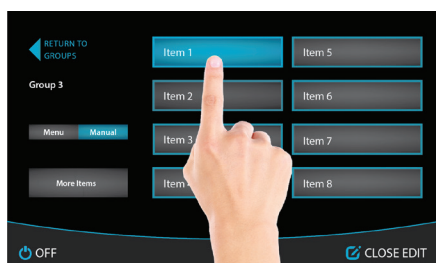 RETURN TO
GROUPS
Group 3
Menu Manual
More Items
Item 1
Item 2
Item 3
Item
Item 5
Item 6
Item 7
Item 8
OFF
CLOSE EDIT